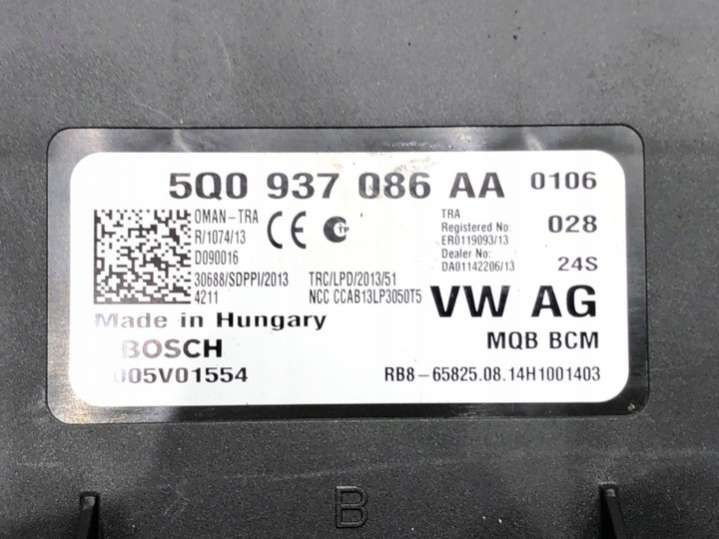 5Q0 937 086 AA 0106
OMAN-TRA
R/1074/13
D090016
30688/SDPPI/2013
4211
CE
TRC/LPD/2013/51
NCC CCAB13LP3050T5
TRA
Registered No:
ER0119093/13
Dealer No:
DA01142206/13
028
24S
VW AG
Made in Hungary
BOSCH
MQB BCM
005V01554
RB8-65825.08.14H1001403
B